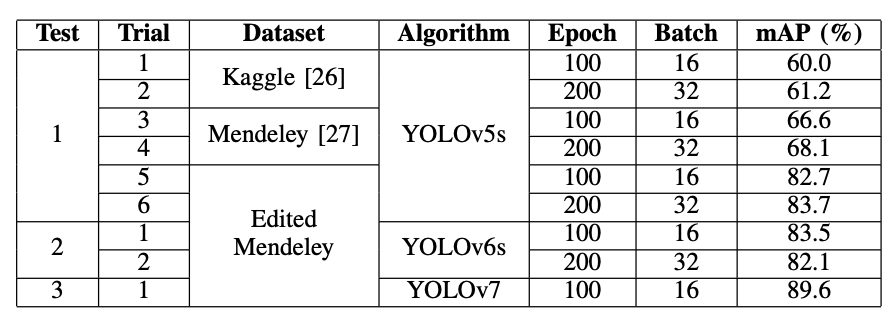 Test Trial Dataset Algorithm Epoch Batch mAP (%)
1 1 Kaggle [26] YOLOv5s 100 16 60.0
2 200 32 61.2
3 Mendeley [27] 100 16 66.6
4 200 32 68.1
5 Edited Mendeley 100 16 82.7
6 200 32 83.7
2 1 YOLOv6s 100 16 83.5
2 200 32 82.1
3 1 YOLOv7 100 16 89.6